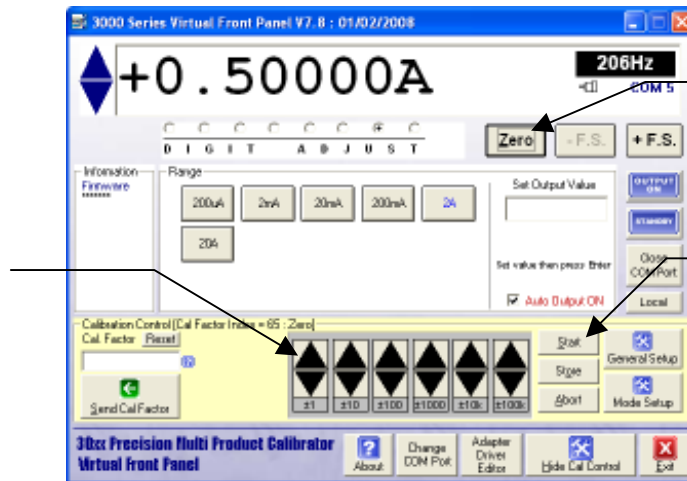 3000 Series Virtual Front Panel V7.8 : 01/02/2008
+0.50000A
206Hz
COM 5
DIGIT ADJUST
Zero
- F.S.
+ F.S.
Information
Firmware
Range
200uA
2mA
20mA
200mA
2A
20A
Set Output Value
Set value then press Enter
Auto Output ON
OUTPUT ON
STANDBY
Close COM Port
Local
Calibration Control [Cal Factor Index = 65 : Zero]
Cal. Factor
Reset
Send Cal Factor
±1
±10
±100
±1000
±10k
±100k
Start
Store
Abort
General Setup
Mode Setup
30xx Precision Multi Product Calibrator
Virtual Front Panel
About
Change COM Port
Adapter Driver Editor
Hide Cal Control
Exit